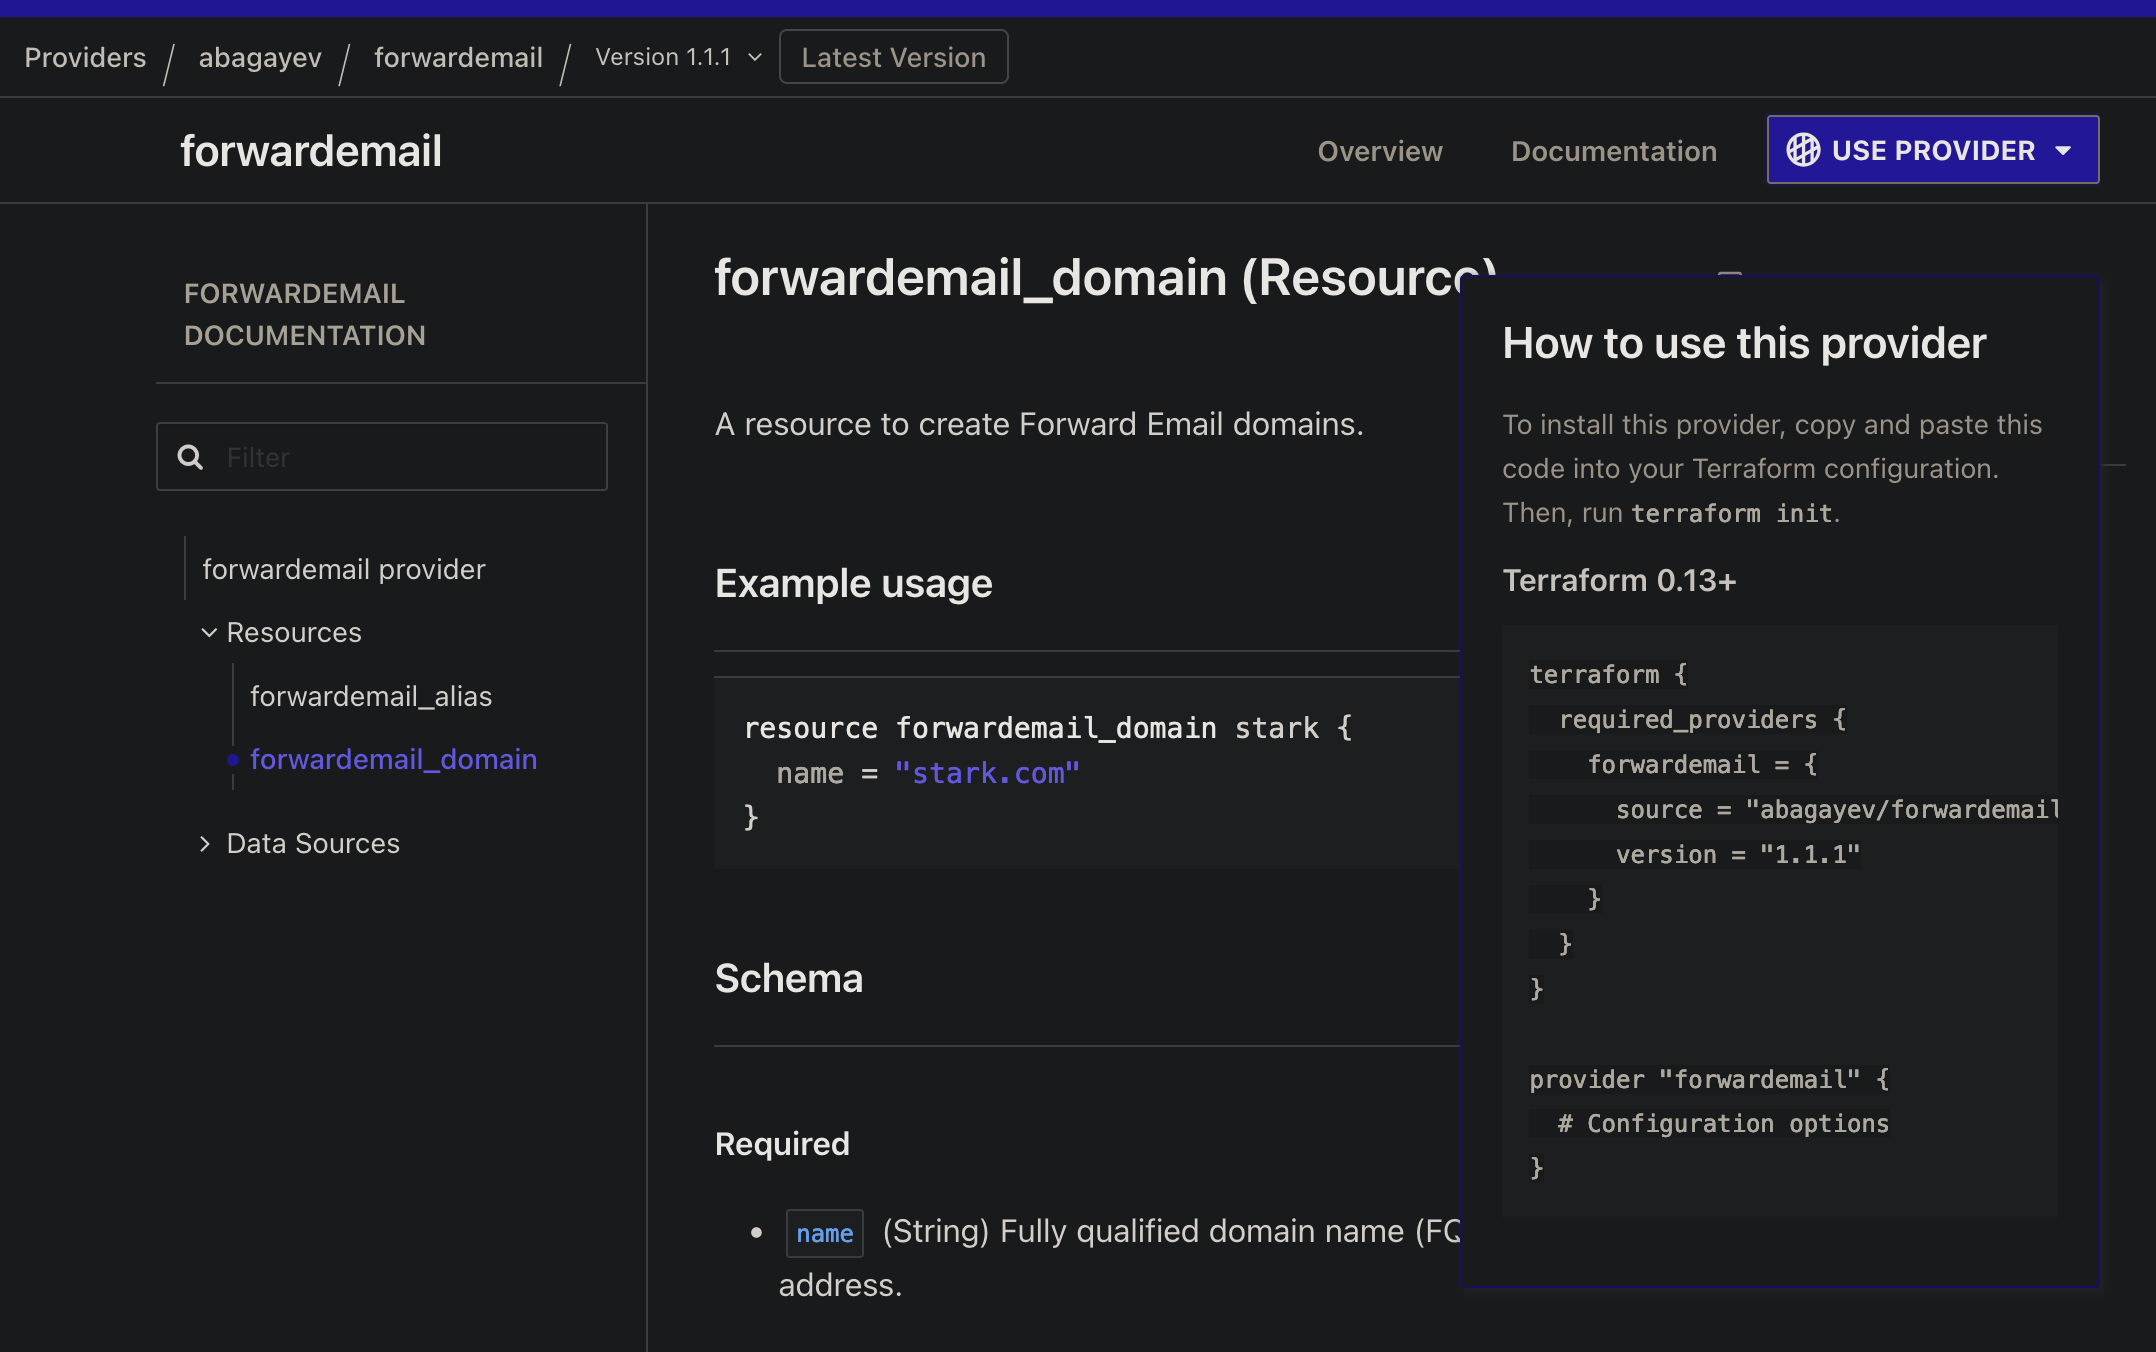 Providers / abagayev / forwardemail / Version 1.1.1 Latest Version
forwardemail
Overview
Documentation
USE PROVIDER
FORWARDEMAIL
DOCUMENTATION
Filter
forwardemail provider
Resources
forwardemail_alias
forwardemail_domain
Data Sources
forwardemail_domain (Resource)
A resource to create Forward Email domains.
Example usage
resource forwardemail_domain stark {
  name = "stark.com"
}
Schema
Required
• name (String) Fully qualified domain name (FQ
address.
How to use this provider
To install this provider, copy and paste this
code into your Terraform configuration.
Then, run terraform init.
Terraform 0.13+
terraform {
  required_providers {
    forwardemail = {
      source = "abagayev/forwardemail
      version = "1.1.1"
    }
  }
}
provider "forwardemail" {
  # Configuration options
}